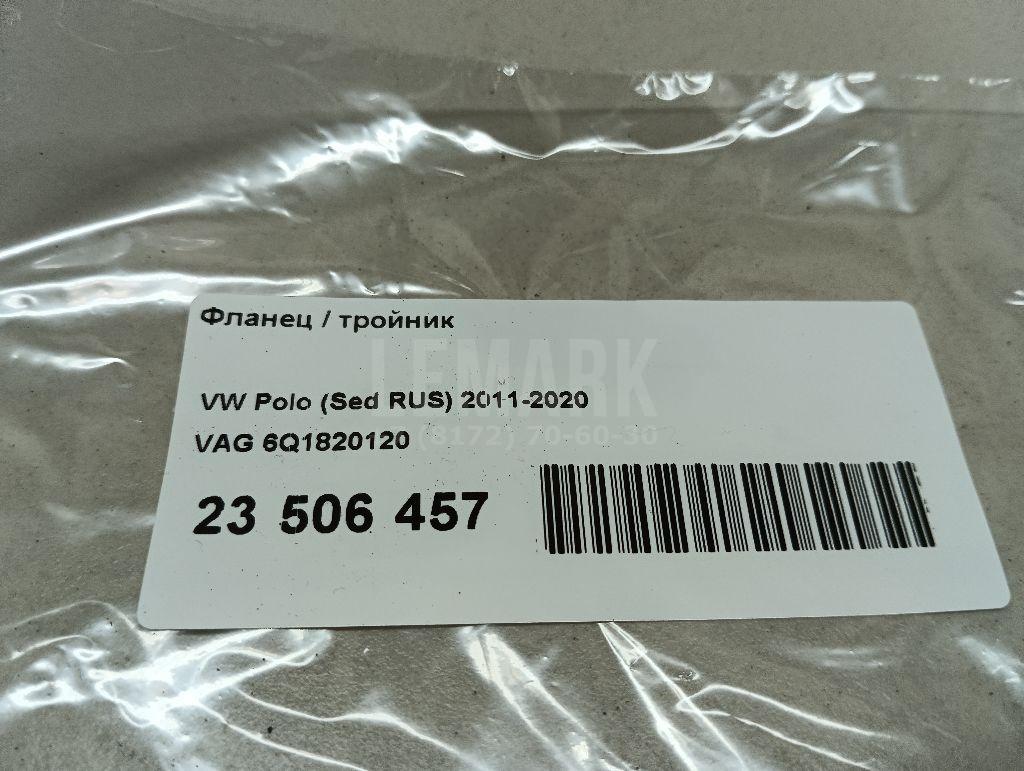 Фланец / тройник
LEMARK
VW Polo (Sed RUS) 2011-2020
VAG 6Q1820120
(8172) 70-60-30
23 506 457